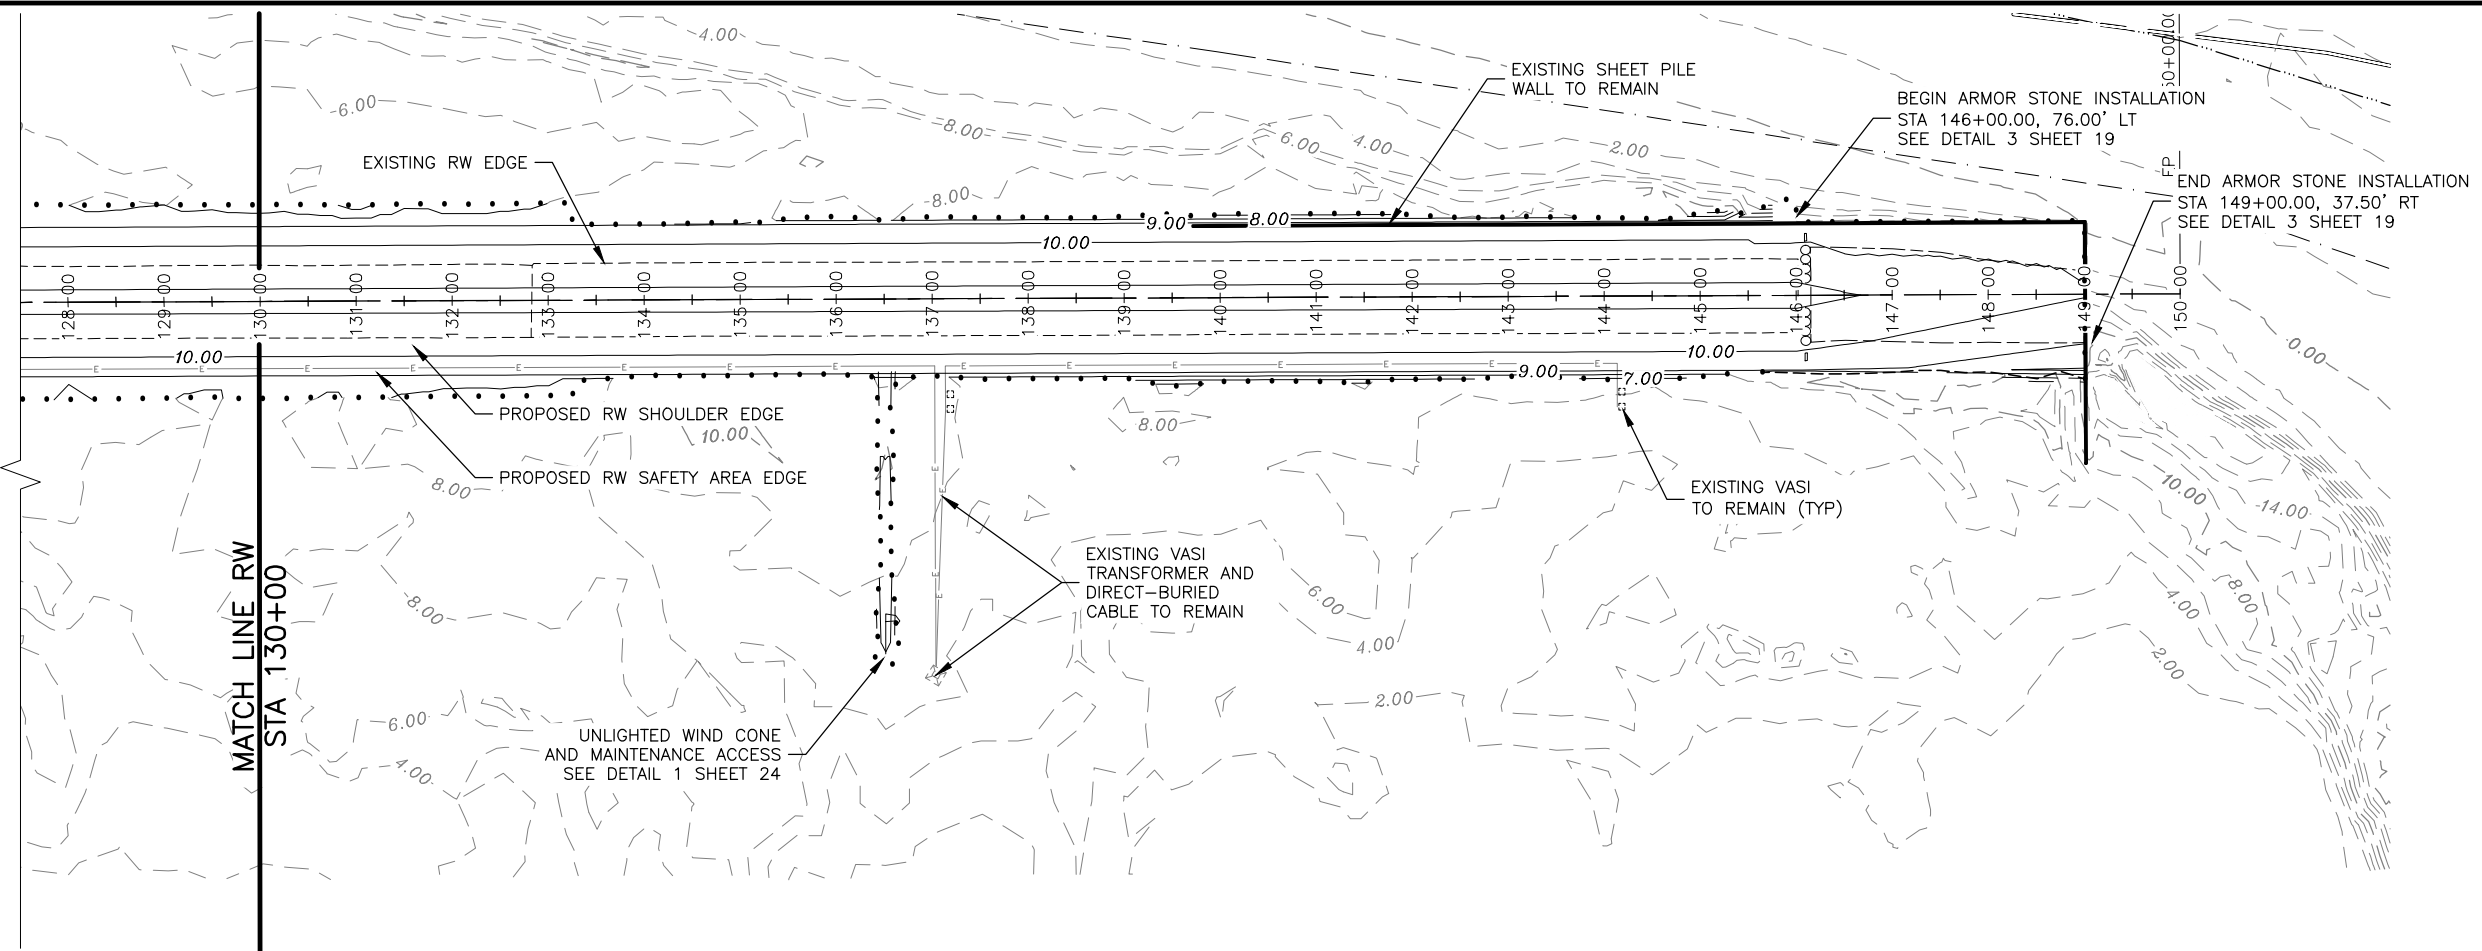 4.00
6.00
8.00
6.00
4.00
2.00
8.00
EXISTING SHEET PILE
WALL TO REMAIN
BEGIN ARMOR STONE INSTALLATION
STA 146+00.00, 76.00' LT
SEE DETAIL 3 SHEET 19
EP
END ARMOR STONE INSTALLATION
STA 149+00.00, 37.50' RT
SEE DETAIL 3 SHEET 19
EXISTING RW EDGE
9.00
8.00
10.00
128+00
129+00
130+00
131+00
132+00
133+00
134+00
135+00
136+00
137+00
138+00
139+00
140+00
141+00
142+00
143+00
144+00
145+00
146+00
147+00
148+00
149+00
150+00
10.00
10.00
0.00
E E E E E E E E E E E E E
9.00
7.00
PROPOSED RW SHOULDER EDGE
10.00
8.00
PROPOSED RW SAFETY AREA EDGE
8.00
E
E
E
E
EXISTING VASI
TO REMAIN (TYP)
10.00
14.00
MATCH LINE RW
STA 130+00
8.00
EXISTING VASI
TRANSFORMER AND
DIRECT-BURIED
CABLE TO REMAIN
6.00
4.00
4.00
8.00
2.00
6.00
2.00
4.00
UNLIGHTED WIND CONE
AND MAINTENANCE ACCESS
SEE DETAIL 1 SHEET 24